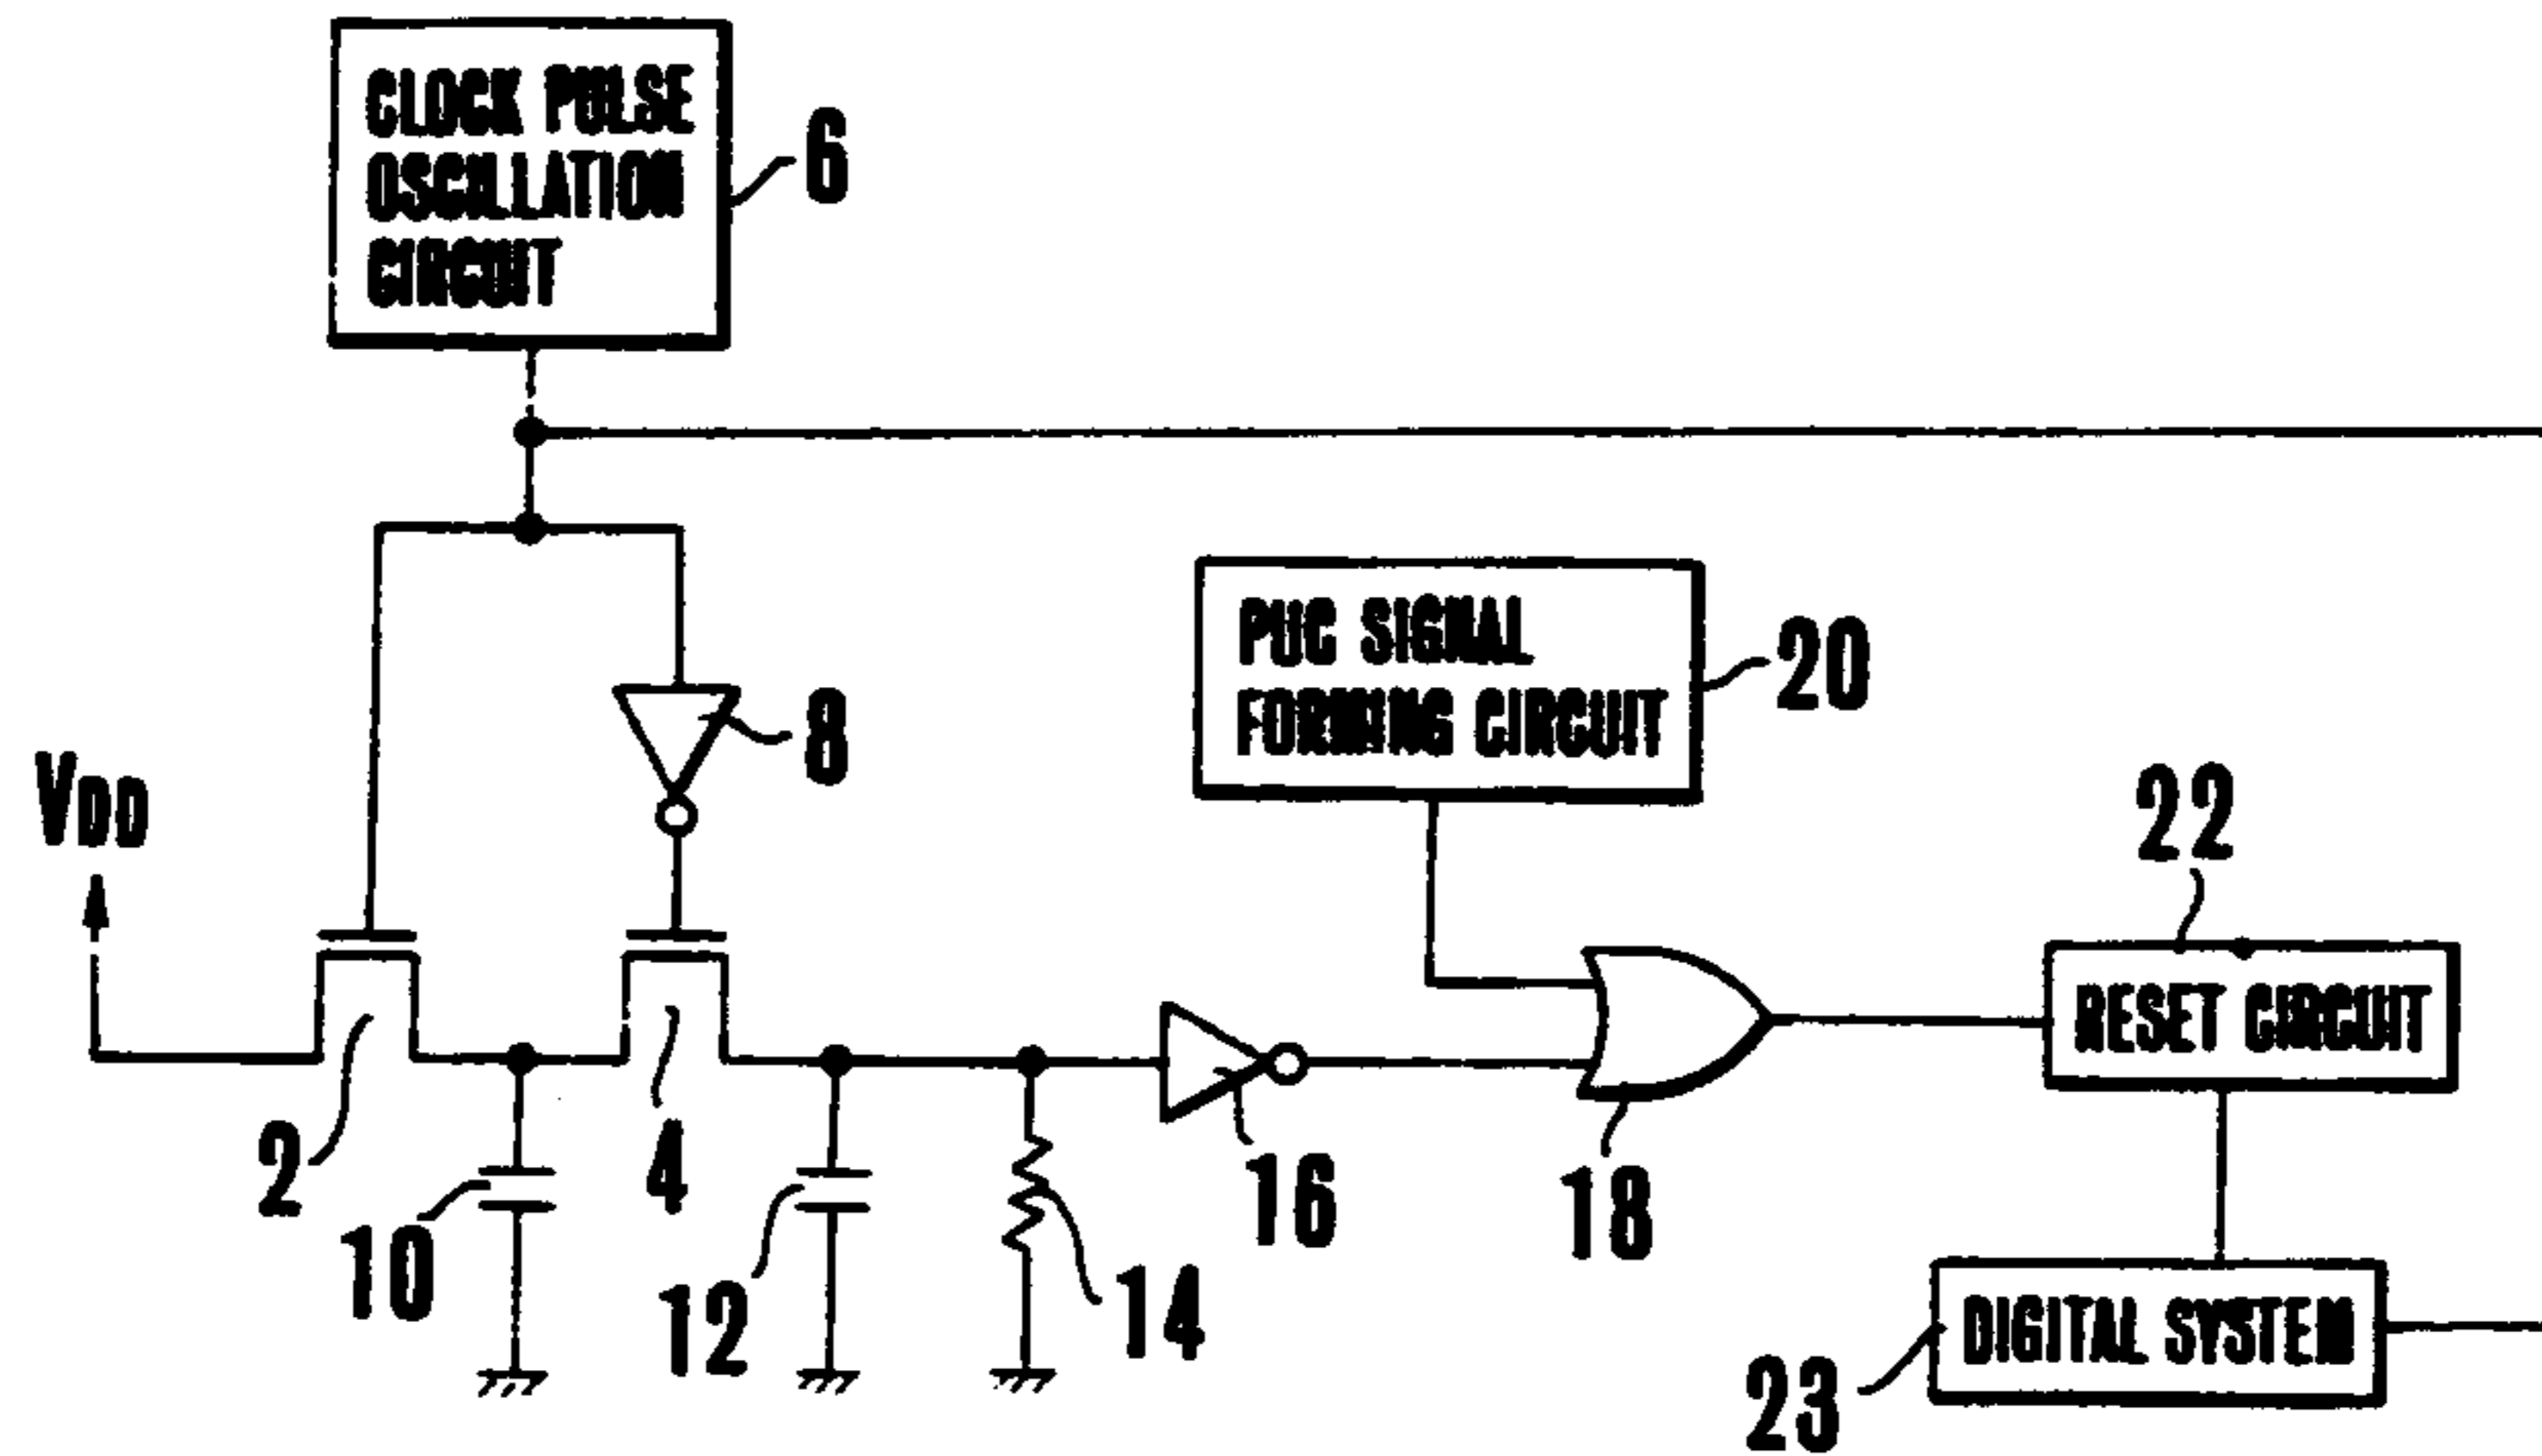 CLOCK PULSE
OSCILLATION
CIRCUIT
6
PUC SIGNAL
FORMING CIRCUIT
20
8
VDD
22
RESET CIRCUIT
2
4
10
12
14
16
18
DIGITAL SYSTEM
23